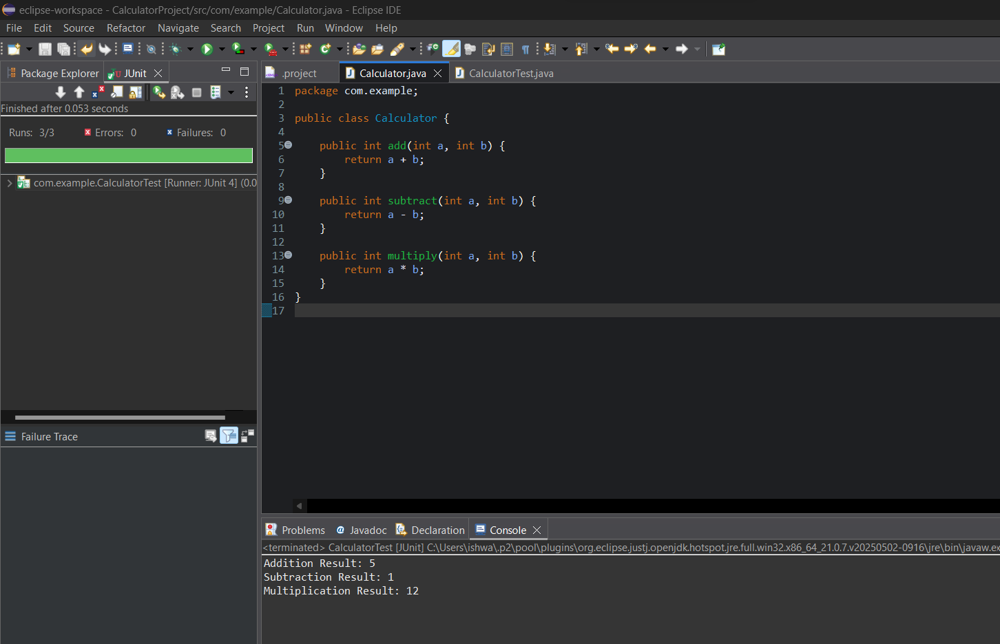 eclipse-workspace - CalculatorProject/src/com/example/Calculator.java - Eclipse IDE
File Edit Source Refactor Navigate Search Project Run Window Help
Package Explorer JUnit
Finished after 0.053 seconds
Runs: 3/3 Errors: 0 Failures: 0
com.example.CalculatorTest [Runner: JUnit 4] (0.0
Failure Trace
.project Calculator.java CalculatorTest.java
1 package com.example;
2
3 public class Calculator {
4
5 public int add(int a, int b) {
6 return a + b;
7 }
8
9 public int subtract(int a, int b) {
10 return a - b;
11 }
12
13 public int multiply(int a, int b) {
14 return a * b;
15 }
16 }
17
Problems Javadoc Declaration Console
<terminated> CalculatorTest [JUnit] C:\Users\ishwa\.p2\pool\plugins\org.eclipse.justj.openjdk.hotspot.jre.full.win32.x86_64_21.0.7.v20250502-0916\jre\bin\javaw.ex
Addition Result: 5
Subtraction Result: 1
Multiplication Result: 12